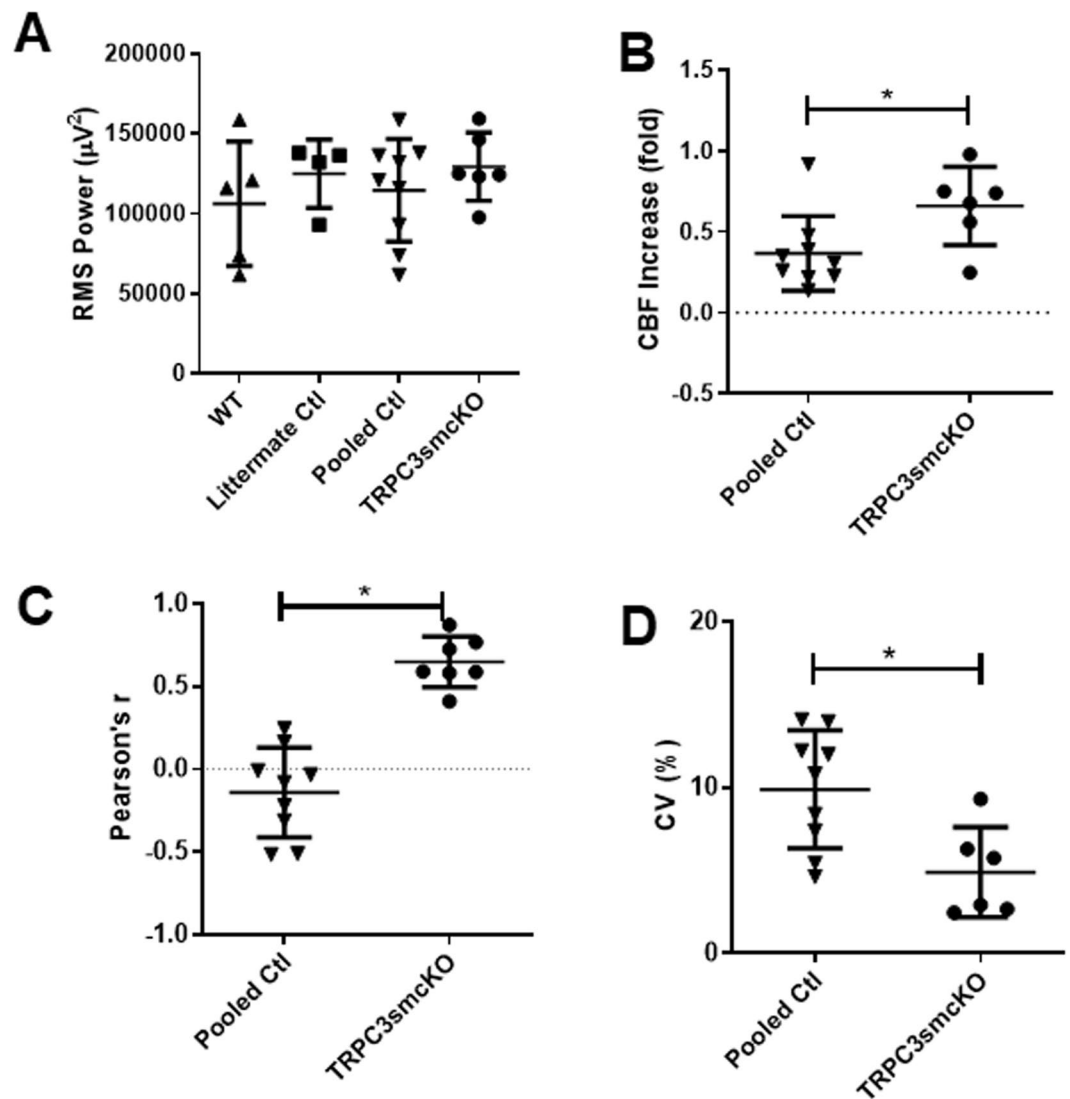 A
RMS Power (µV²)
200000
150000
100000
50000
0
WT
Littermate Ctl
Pooled Ctl
TRPC3smcKO
B
CBF Increase (fold)
1.5
1.0
0.5
0.0
-0.5
*
Pooled Ctl
TRPC3smcKO
C
Pearson's r
1.0
0.5
0.0
-0.5
-1.0
*
Pooled Ctl
TRPC3smcKO
D
CV (%)
20
10
0
*
Pooled Ctl
TRPC3smcKO